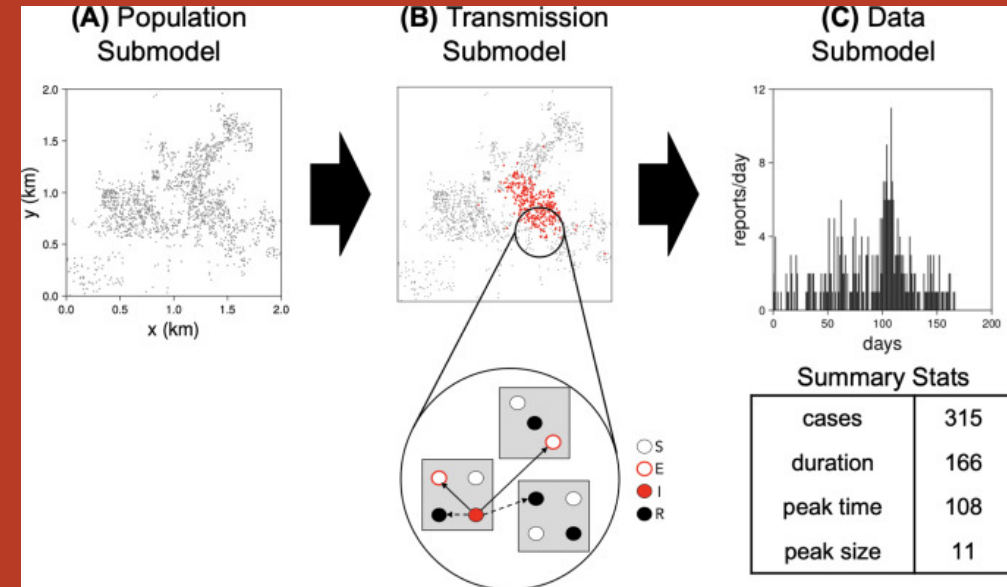 (A) Population
Submodel
(B) Transmission
Submodel
(C) Data
Submodel
2.0
1.5
1.0
0.5
0.0
y (km)
0.0 0.5 1.0 1.5 2.0
x (km)
12
8
4
0
reports/day
0 50 100 150 200
days
S
E
I
R
Summary Stats
cases 315
duration 166
peak time 108
peak size 11